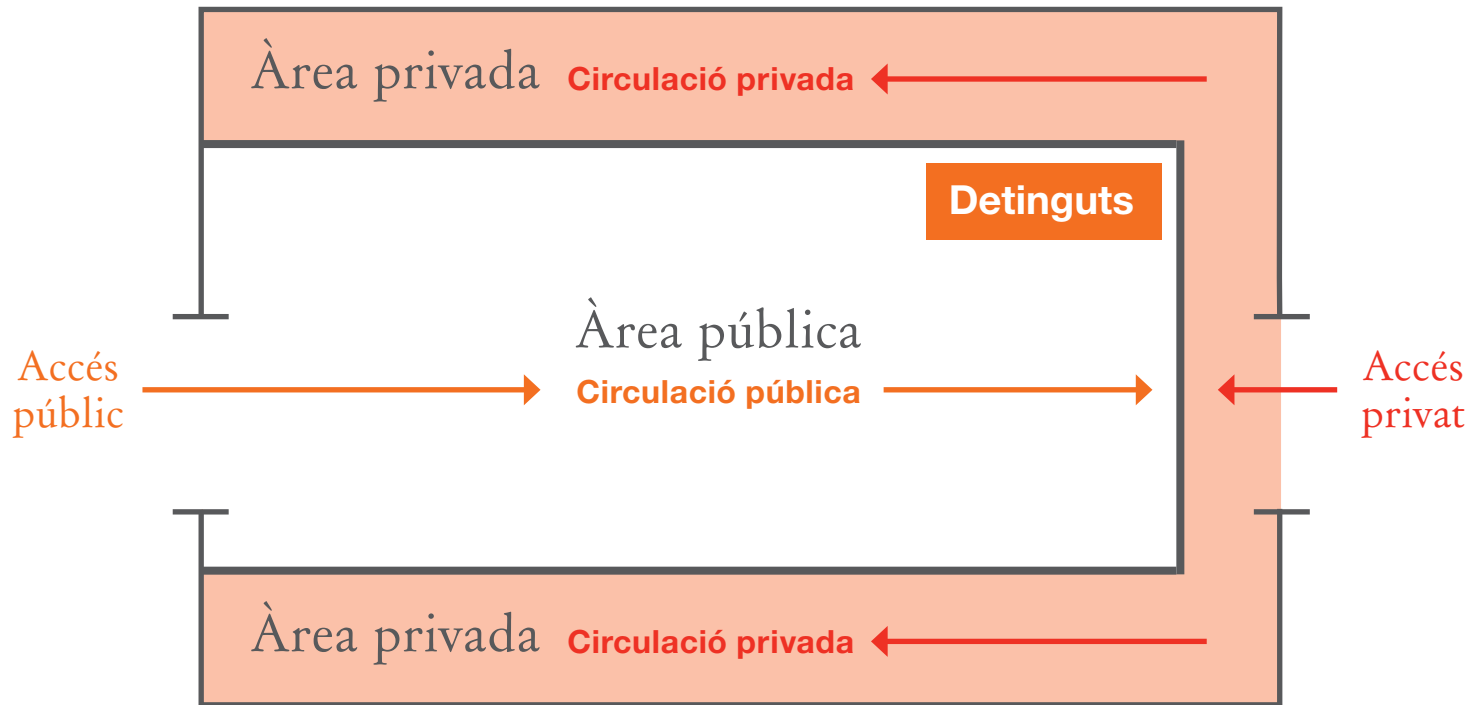 Àrea privada Circulació privada
Detinguts
Àrea pública
Accés
públic
Circulació pública
Accés
privat
Àrea privada Circulació privada